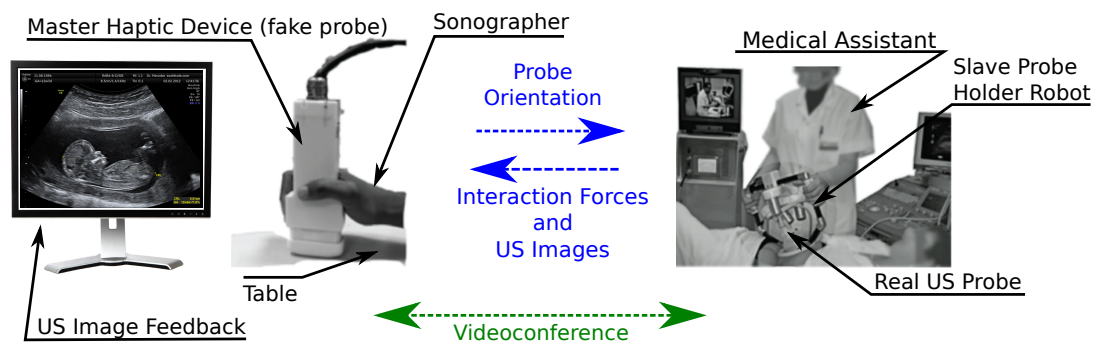 Master Haptic Device (fake probe)
Sonographer
Medical Assistant
Slave Probe
Holder Robot
Probe
Orientation
Interaction Forces
and
US Images
Real US Probe
Table
US Image Feedback
Videoconference